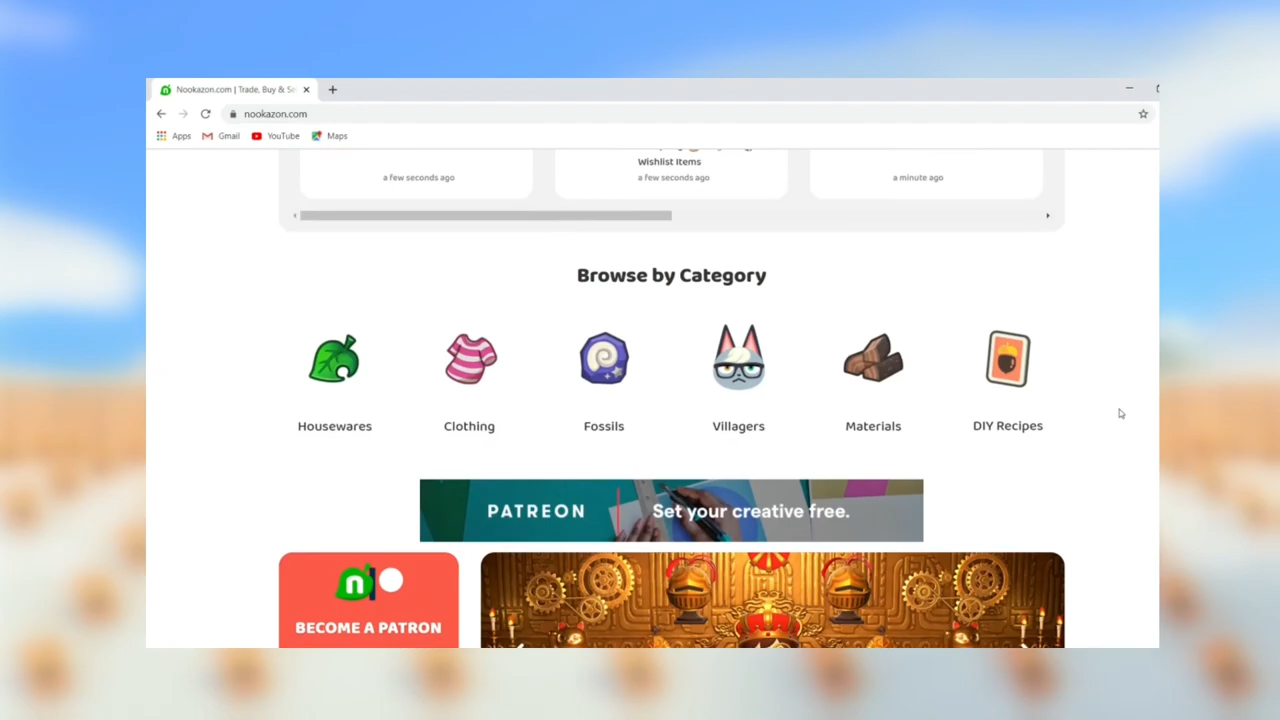 Nookazon.com | Trade, Buy & Se
nookazon.com
Apps Gmail YouTube Maps
Wishlist Items
a few seconds ago
a few seconds ago
a minute ago
Browse by Category
Housewares
Clothing
Fossils
Villagers
Materials
DIY Recipes
PATREON
Set your creative free.
n
BECOME A PATRON